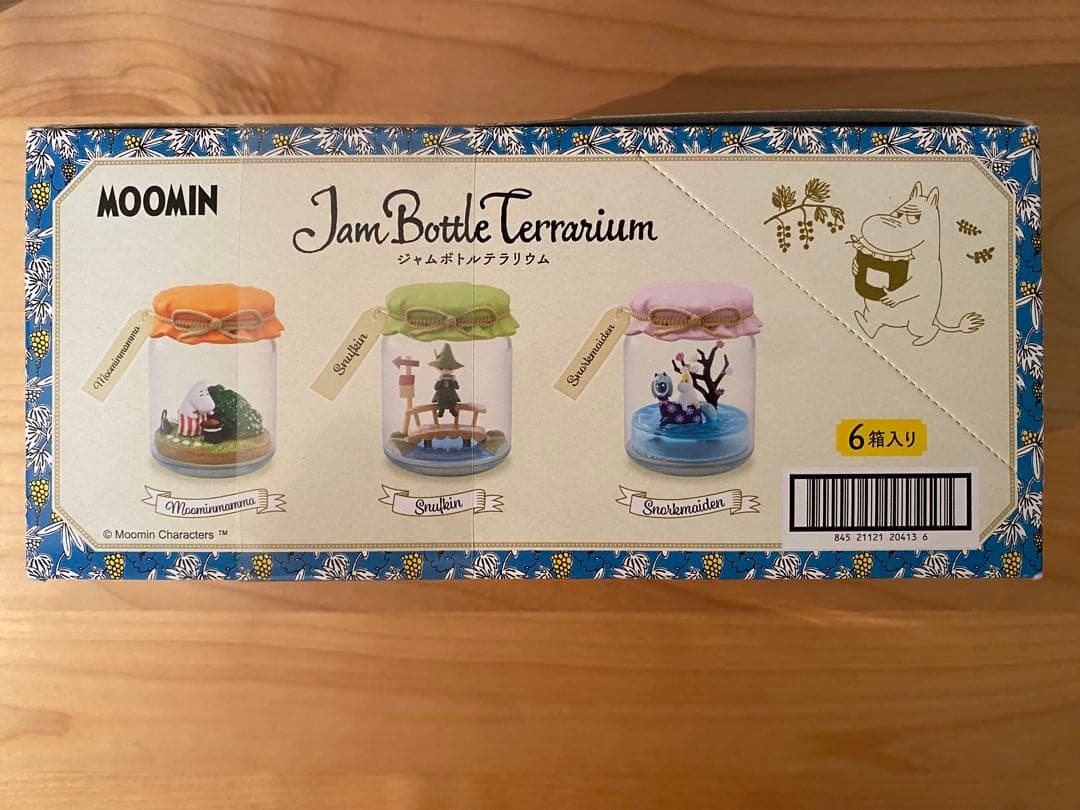 MOOMIN
Jam Bottle Terrarium
ジャムボトルテラリウム
Moominmamma
Snufkin
Snorkmaiden
6箱入り
Moominmamma
Snufkin
Snorkmaiden
© Moomin Characters ™
845 21121 20413 6